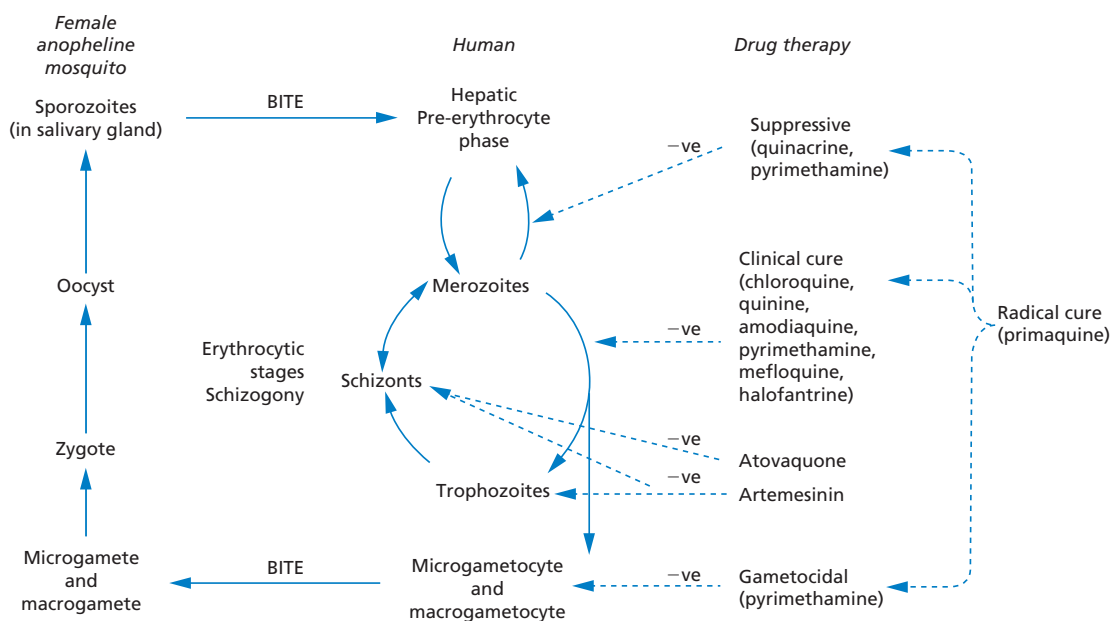 Female
anopheline
mosquito
Human
Drug therapy
Sporozoites
(in salivary gland)
BITE
Hepatic
Pre-erythrocyte
phase
−ve
Suppressive
(quinacrine,
pyrimethamine)
Oocyst
Merozoites
Clinical cure
(chloroquine,
quinine,
amodiaquine,
pyrimethamine,
mefloquine,
halofantrine)
−ve
Radical cure
(primaquine)
Erythrocytic
stages
Schizogony
Schizonts
Zygote
−ve
Atovaquone
Trophozoites
−ve
Artemesinin
Microgamete
and
macrogamete
BITE
Microgametocyte
and
macrogametocyte
−ve
Gametocidal
(pyrimethamine)